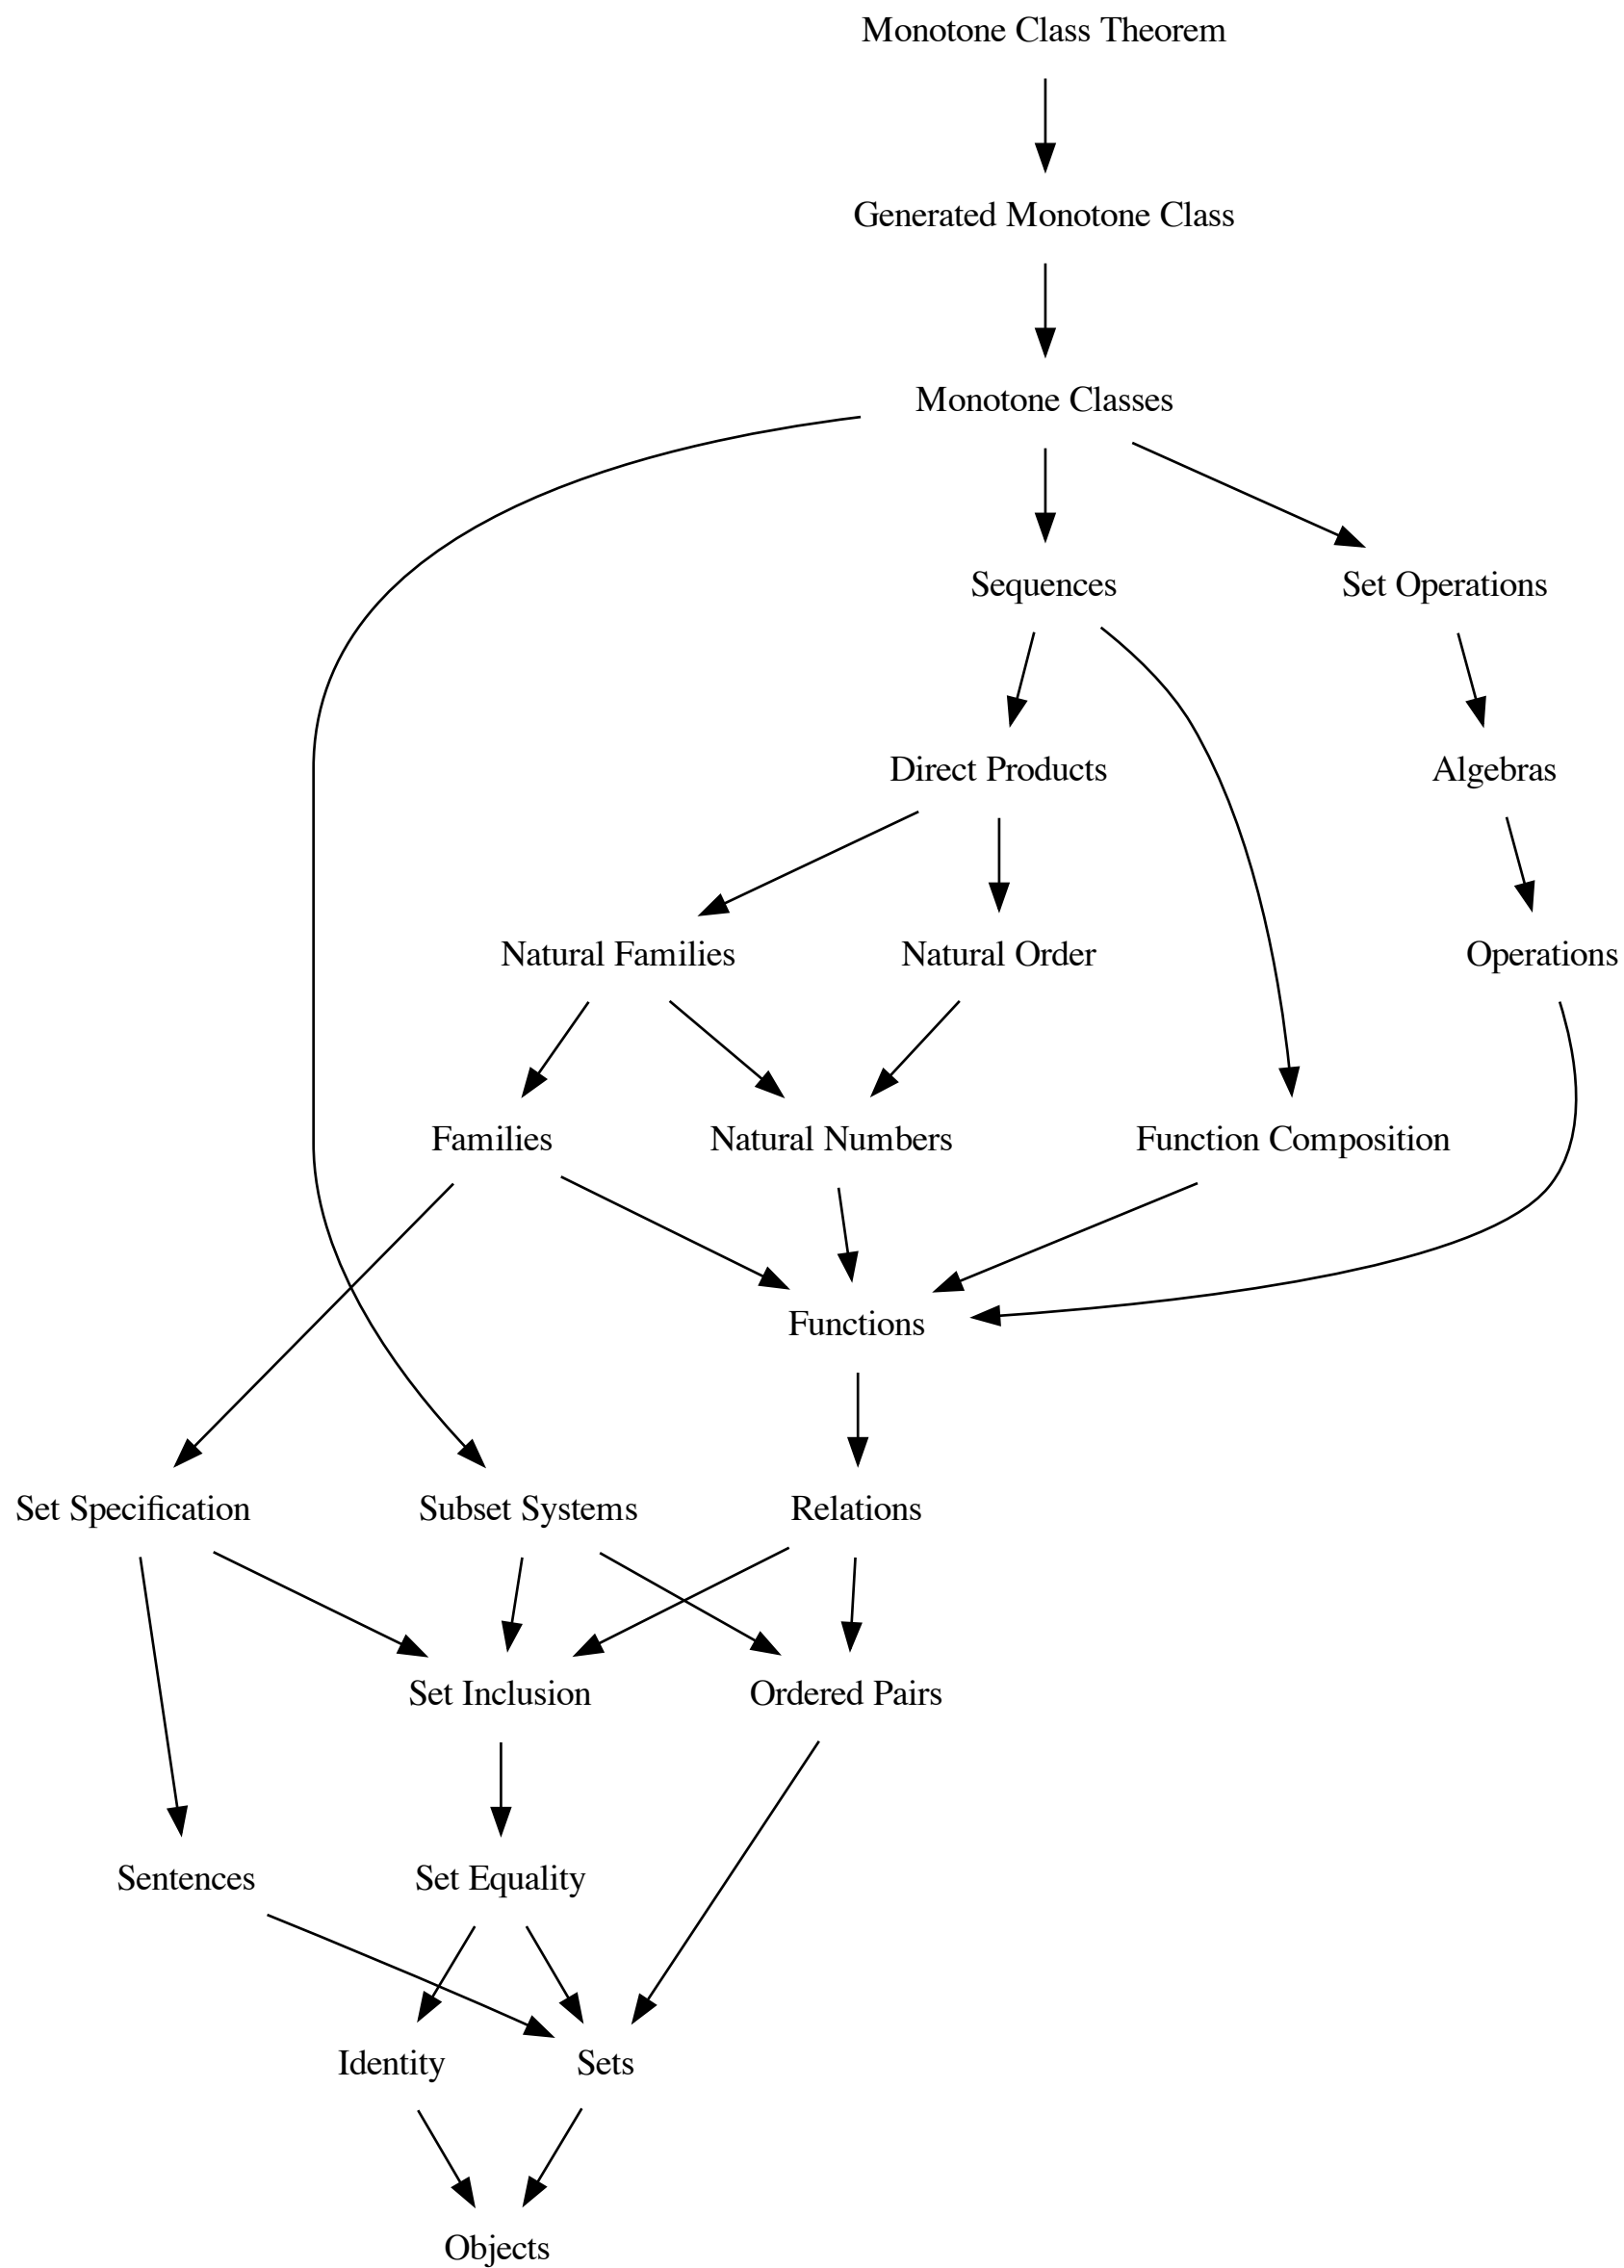 Monotone Class Theorem
Generated Monotone Class
Monotone Classes
Sequences
Set Operations
Direct Products
Algebras
Natural Families
Natural Order
Operations
Families
Natural Numbers
Function Composition
Functions
Set Specification
Subset Systems
Relations
Set Inclusion
Ordered Pairs
Sentences
Set Equality
Identity
Sets
Objects